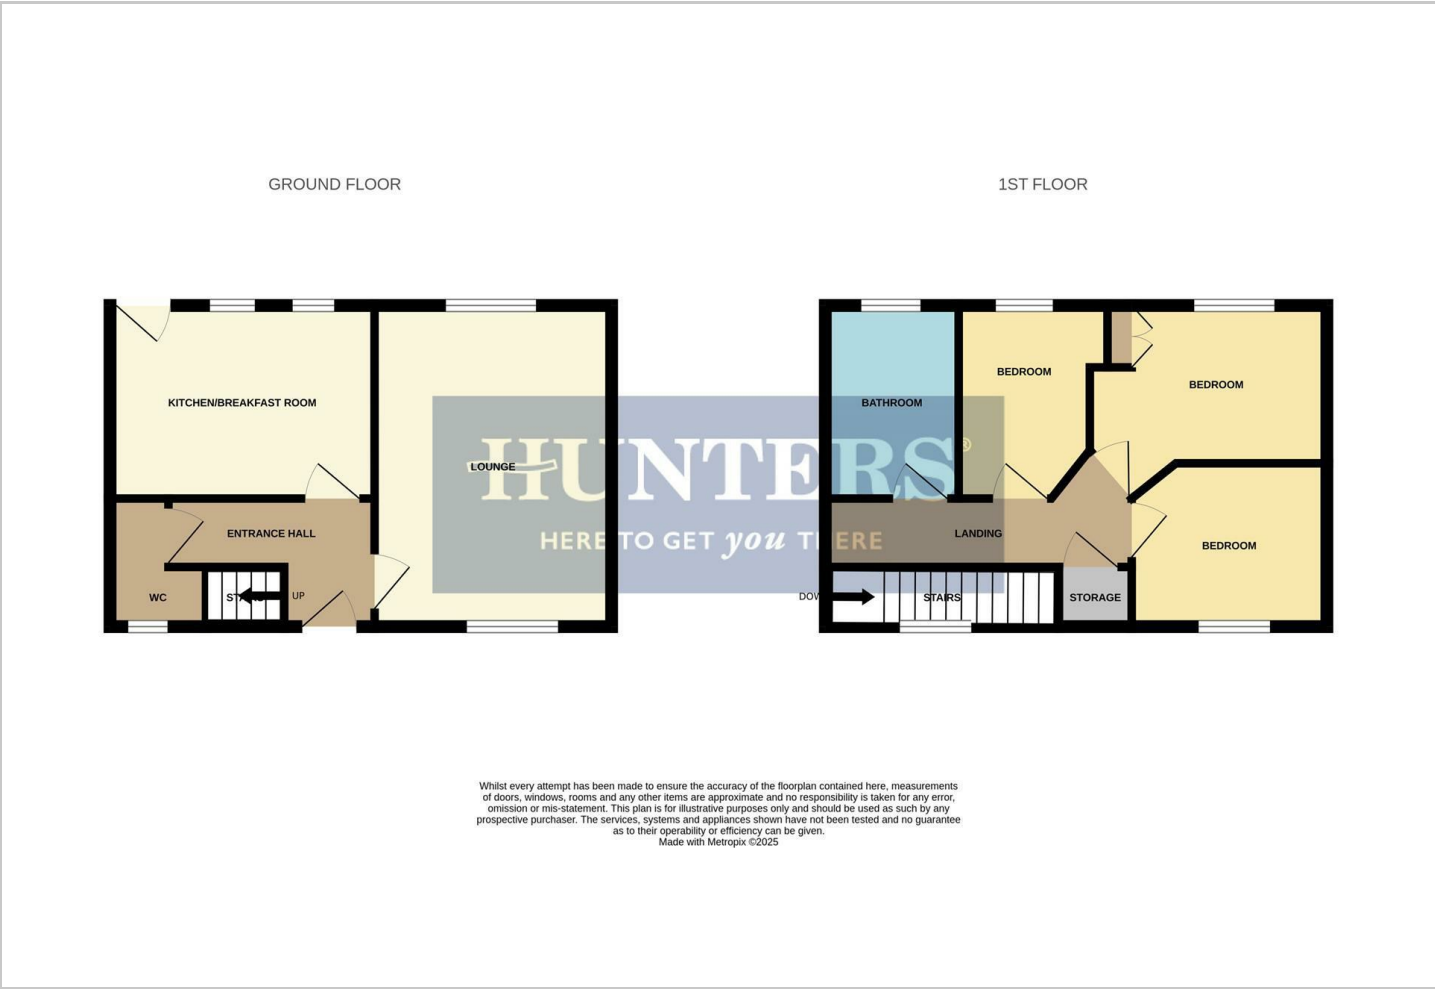 GROUND FLOOR
1ST FLOOR
KITCHEN/BREAKFAST ROOM
LOUNGE
ENTRANCE HALL
WC
UP
BATHROOM
BEDROOM
BEDROOM
LANDING
BEDROOM
STAIRS
STORAGE
HUNTERS®
HERE TO GET you THERE
Whilst every attempt has been made to ensure the accuracy of the floorplan contained here, measurements
of doors, windows, rooms and any other items are approximate and no responsibility is taken for any error,
omission or mis-statement. This plan is for illustrative purposes only and should be used as such by any
prospective purchaser. The services, systems and appliances shown have not been tested and no guarantee
as to their operability or efficiency can be given.
Made with Metropix ©2025